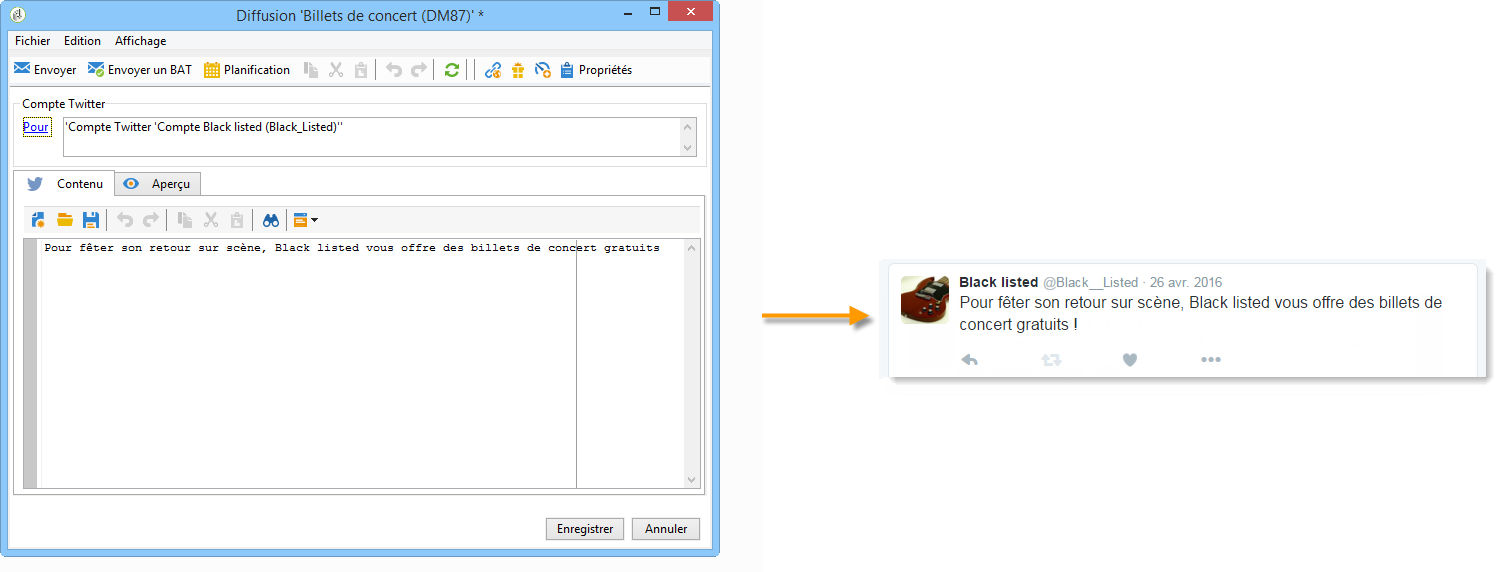 Diffusion 'Billets de concert (DM87)' *
Fichier Edition Affichage
Envoyer Envoyer un BAT Planification Propriétés
Compte Twitter
Pour 'Compte Twitter 'Compte Black listed (Black_Listed)''
Contenu Aperçu
Pour fêter son retour sur scène, Black listed vous offre des billets de concert gratuits
Enregistrer Annuler
Black listed @Black__Listed · 26 avr. 2016
Pour fêter son retour sur scène, Black listed vous offre des billets de
concert gratuits !